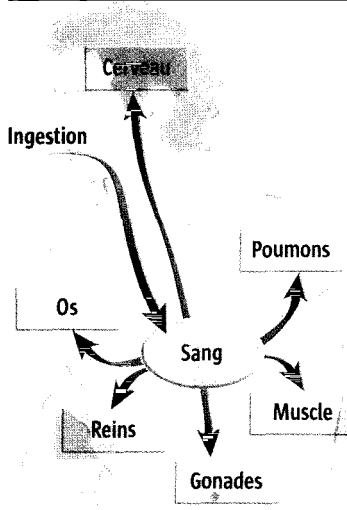 Cerveau
Ingestion
Poumons
Os
Sang
Muscle
Reins
Gonades